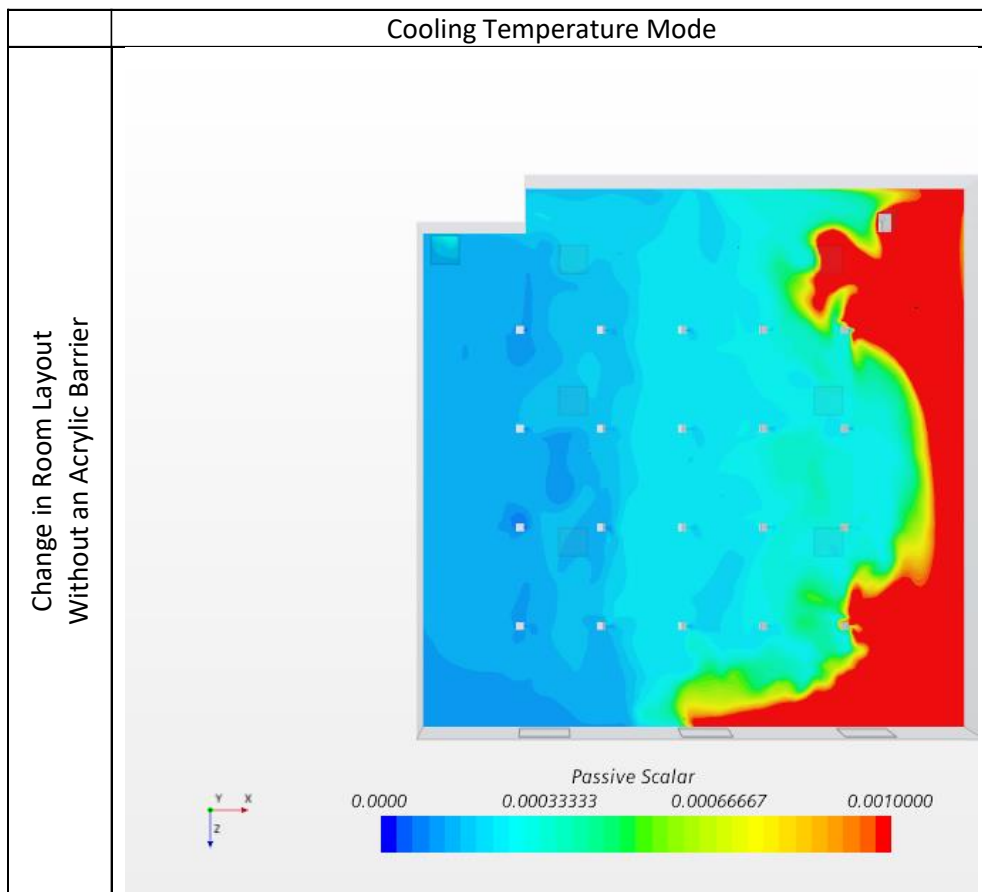 Cooling Temperature Mode
Change in Room Layout
Without an Acrylic Barrier
Y X
Z
Passive Scalar
0.0000 0.00033333 0.00066667 0.0010000